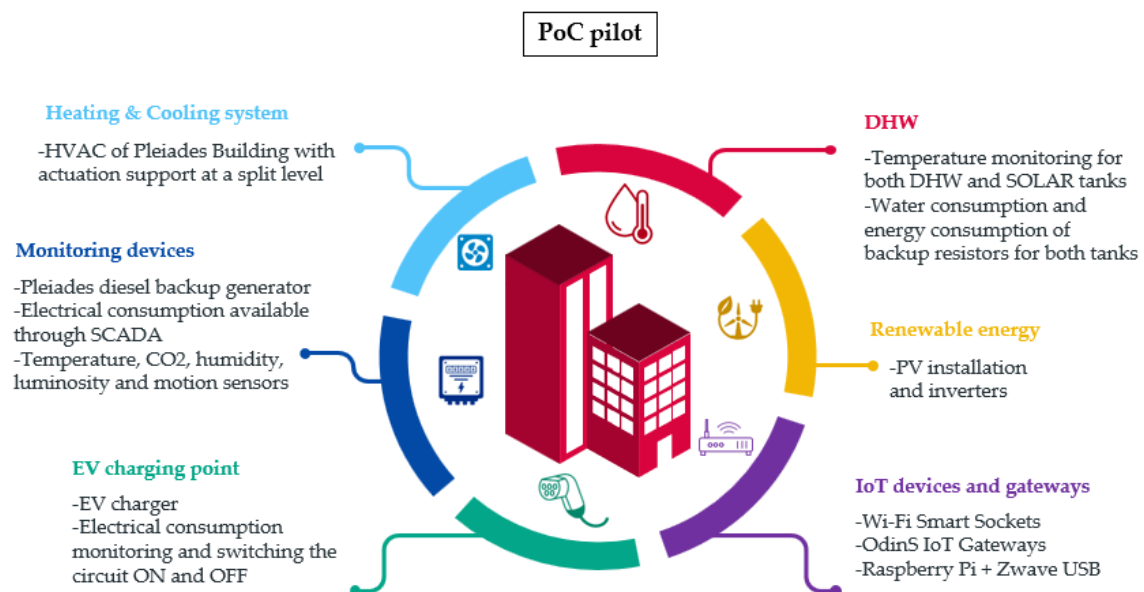 PoC pilot
Heating & Cooling system
-HVAC of Pleiades Building with
actuation support at a split level
Monitoring devices
-Pleiades diesel backup generator
-Electrical consumption available
through SCADA
-Temperature, CO2, humidity,
luminosity and motion sensors
EV charging point
-EV charger
-Electrical consumption
monitoring and switching the
circuit ON and OFF
DHW
-Temperature monitoring for
both DHW and SOLAR tanks
-Water consumption and
energy consumption of
backup resistors for both tanks
Renewable energy
-PV installation
and inverters
IoT devices and gateways
-Wi-Fi Smart Sockets
-OdinS IoT Gateways
-Raspberry Pi + Zwave USB